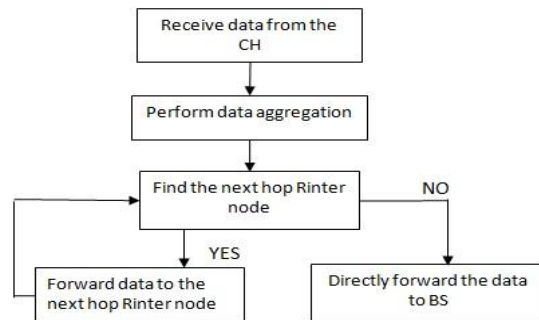 Receive data from the
CH
Perform data aggregation
Find the next hop Rinter
node
NO
YES
Forward data to the
next hop Rinter node
Directly forward the data
to BS